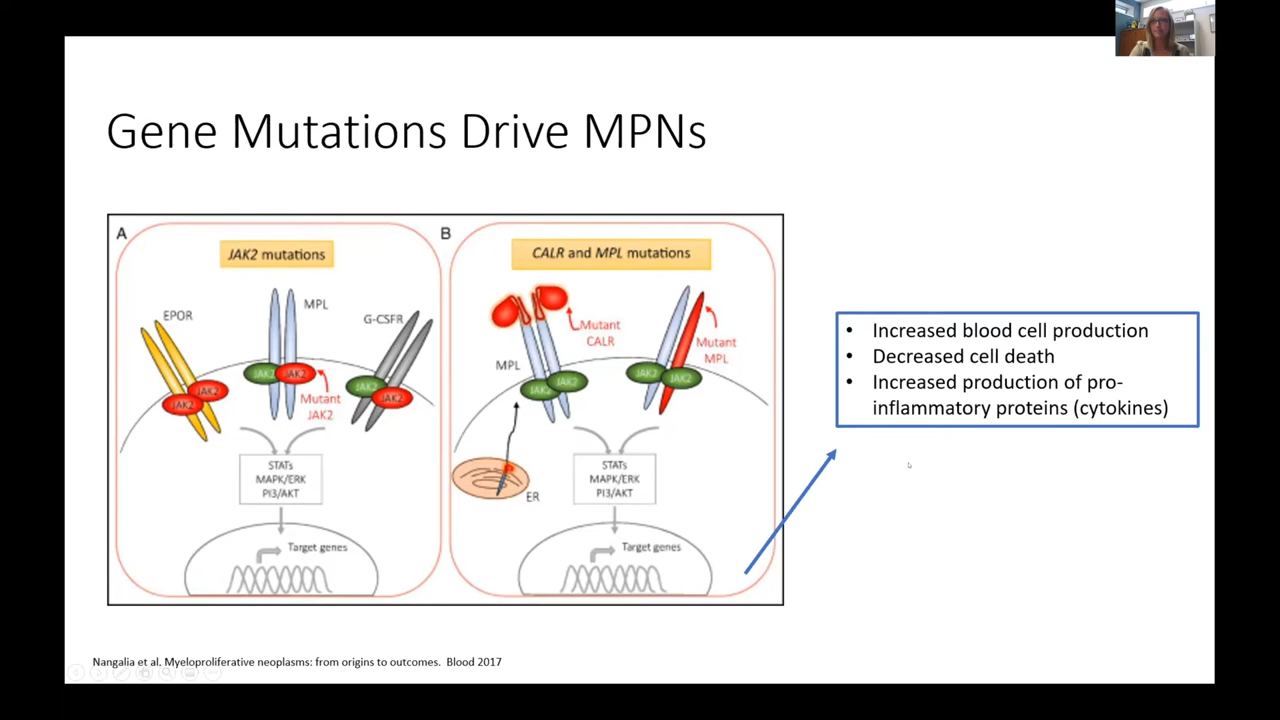 Gene Mutations Drive MPNs
A
JAK2 mutations
EPOR
MPL
G-CSFR
JAK2
JAK2
JAK2
JAK2
JAK2
JAK2
Mutant
JAK2
STATs
MAPK/ERK
PI3/AKT
Target genes
B
CALR and MPL mutations
Mutant
CALR
MPL
Mutant
MPL
JAK2
JAK2
JAK2
JAK2
ER
STATs
MAPK/ERK
PI3/AKT
Target genes
• Increased blood cell production
• Decreased cell death
• Increased production of pro-
inflammatory proteins (cytokines)
Nangalia et al. Myeloproliferative neoplasms: from origins to outcomes. Blood 2017